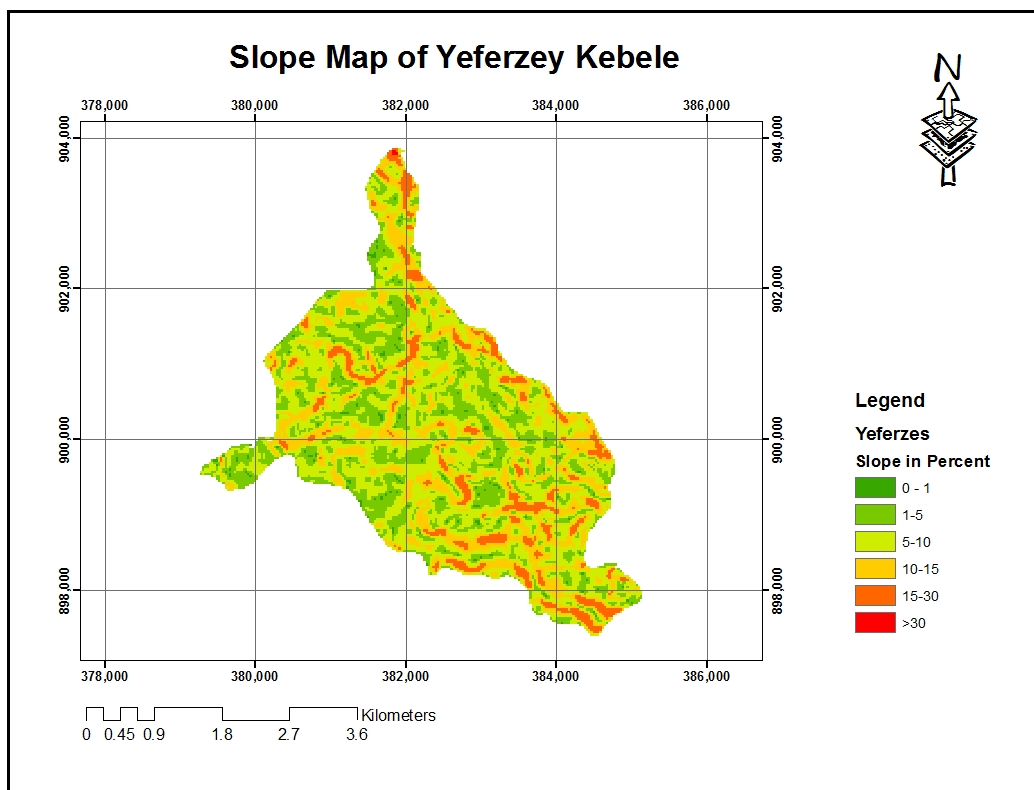 Slope Map of Yeferzey Kebele
N
378,000 380,000 382,000 384,000 386,000
904,000 904,000
902,000 902,000
900,000 900,000
898,000 898,000
378,000 380,000 382,000 384,000 386,000
Legend
Yeferzes
Slope in Percent
0 - 1
1-5
5-10
10-15
15-30
>30
Kilometers
0 0.45 0.9 1.8 2.7 3.6